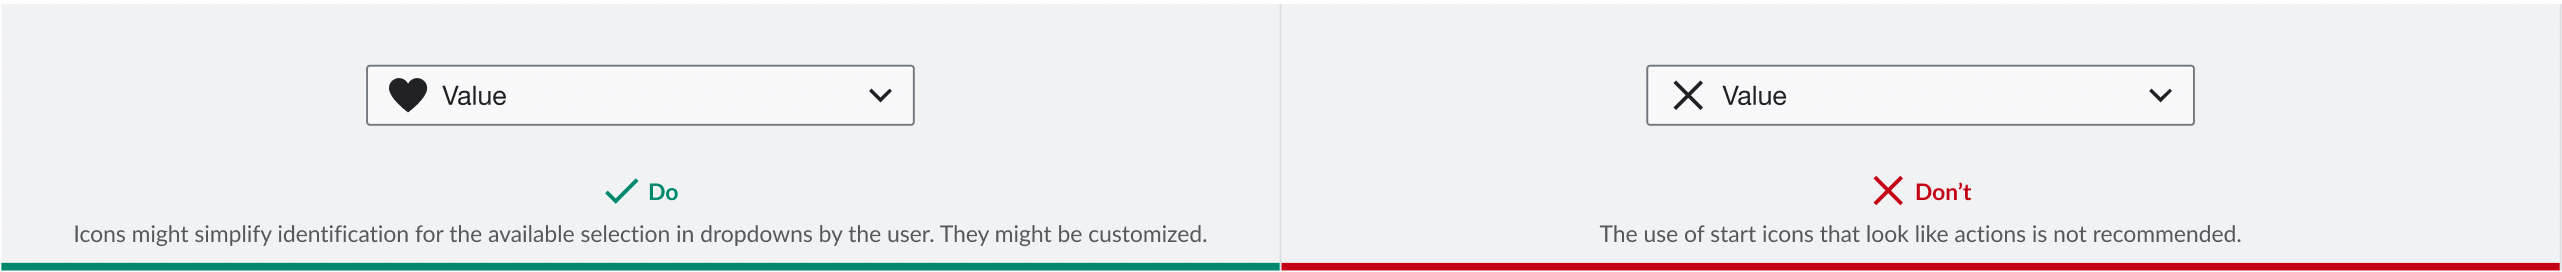 Value
Do
Icons might simplify identification for the available selection in dropdowns by the user. They might be customized.
Value
Don’t
The use of start icons that look like actions is not recommended.